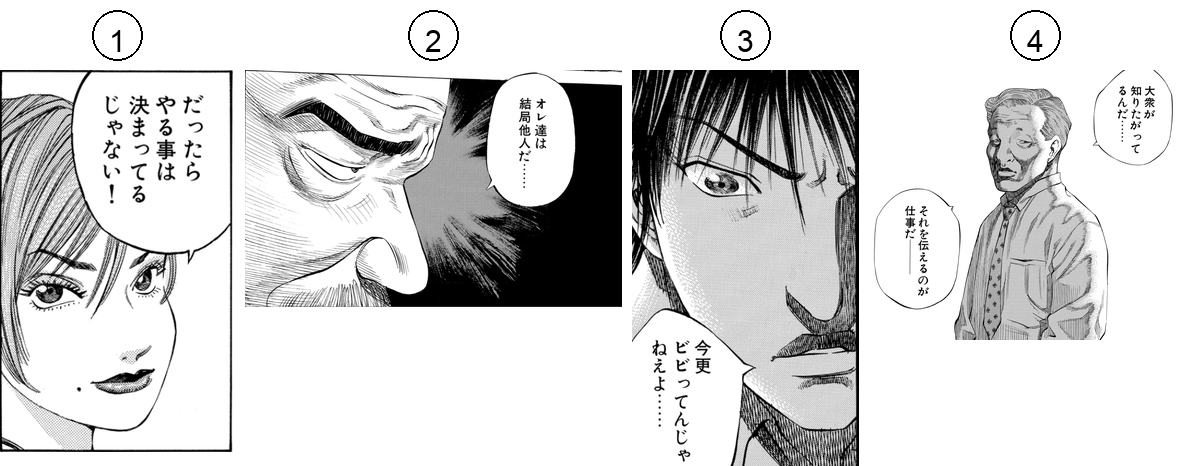 1
だったら
やる事は
決まってる
じゃない！
2
オレ達は
結局他人だ……
3
今更
ビビってんじゃ
ねえよ……
4
大衆が
知りたがって
るんだ……
それを伝えるのが
仕事だ――